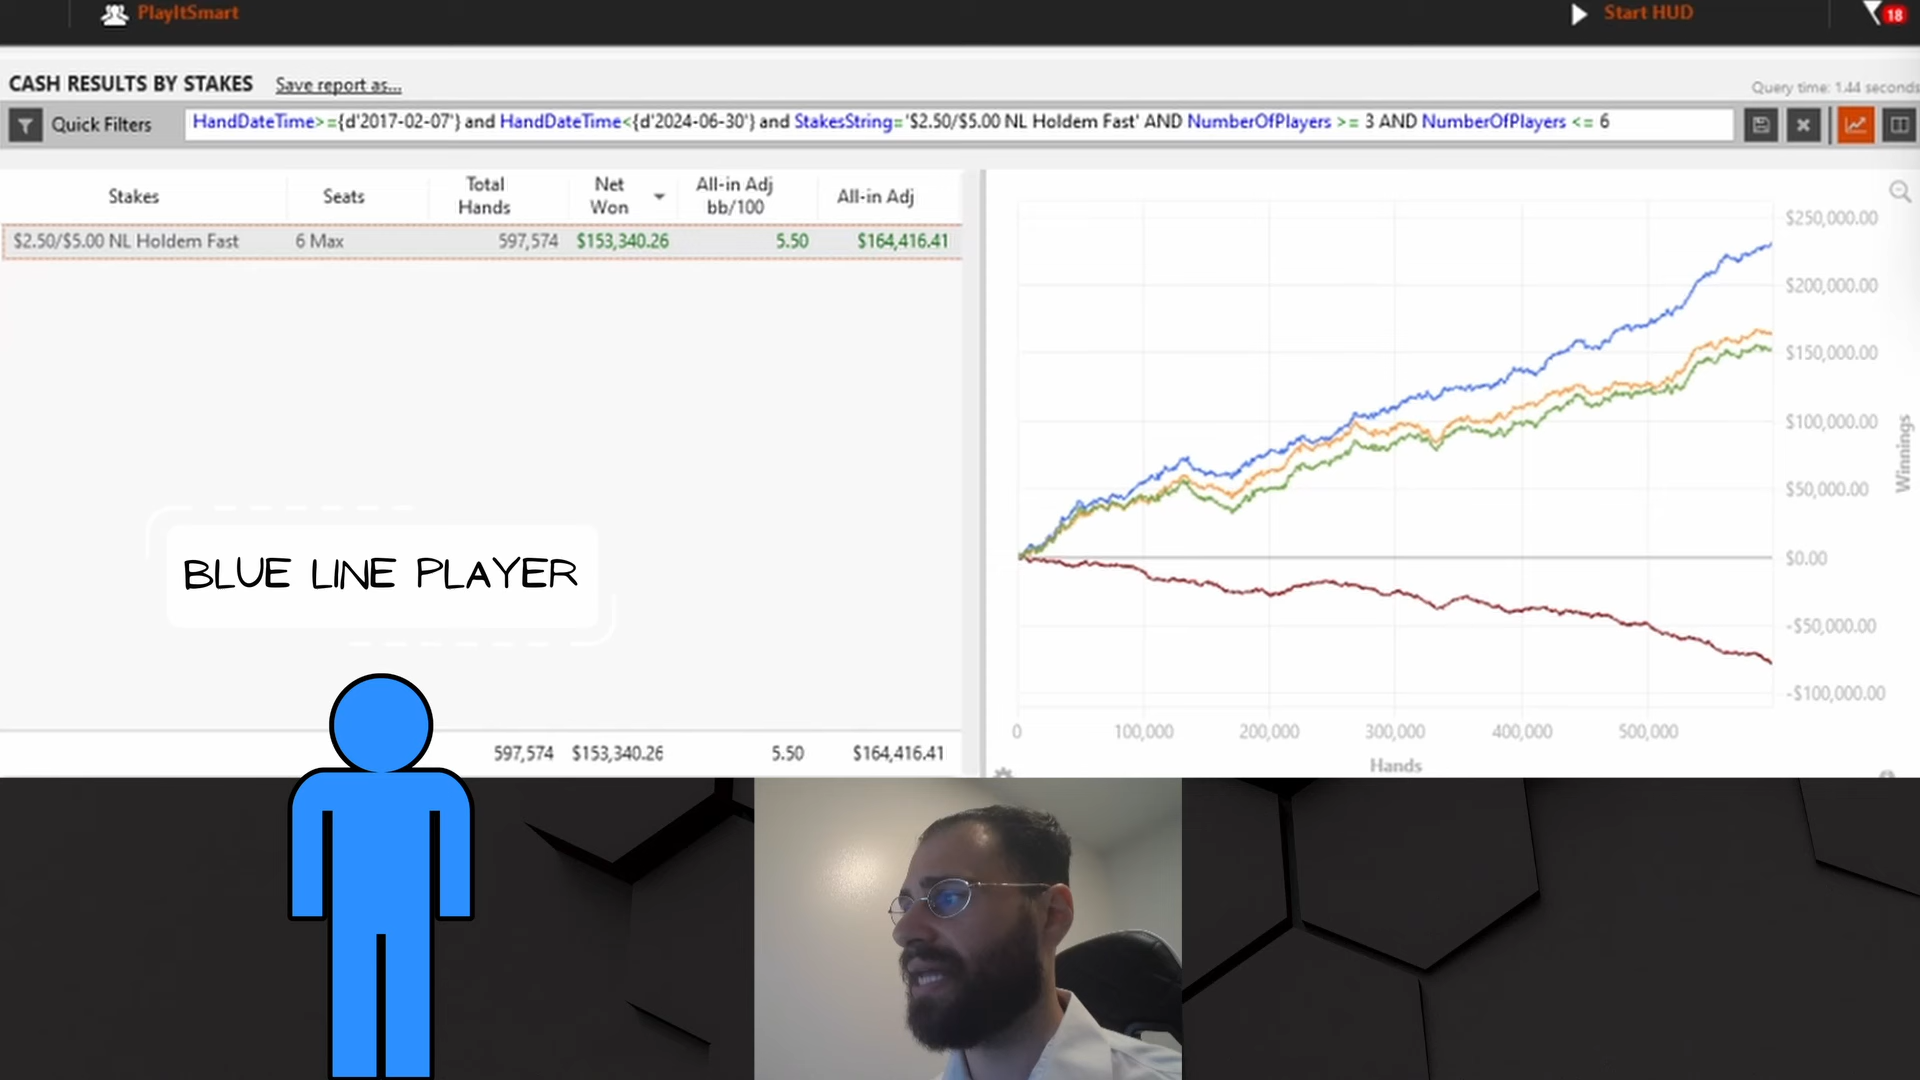 PlayItSmart
Start HUD
18
CASH RESULTS BY STAKES
Save report as...
Query time: 1.44 seconds
Quick Filters
HandDateTime>={d'2017-02-07'} and HandDateTime<{d'2024-06-30'} and StakesString='$2.50/$5.00 NL Holdem Fast' AND NumberOfPlayers >= 3 AND NumberOfPlayers <= 6
Stakes
Seats
Total
Hands
Net
Won
All-in Adj
bb/100
All-in Adj
$2.50/$5.00 NL Holdem Fast
6 Max
597,574
$153,340.26
5.50
$164,416.41
597,574
$153,340.26
5.50
$164,416.41
$250,000.00
$200,000.00
$150,000.00
$100,000.00
$50,000.00
$0.00
-$50,000.00
-$100,000.00
Winnings
0
100,000
200,000
300,000
400,000
500,000
Hands
BLUE LINE PLAYER